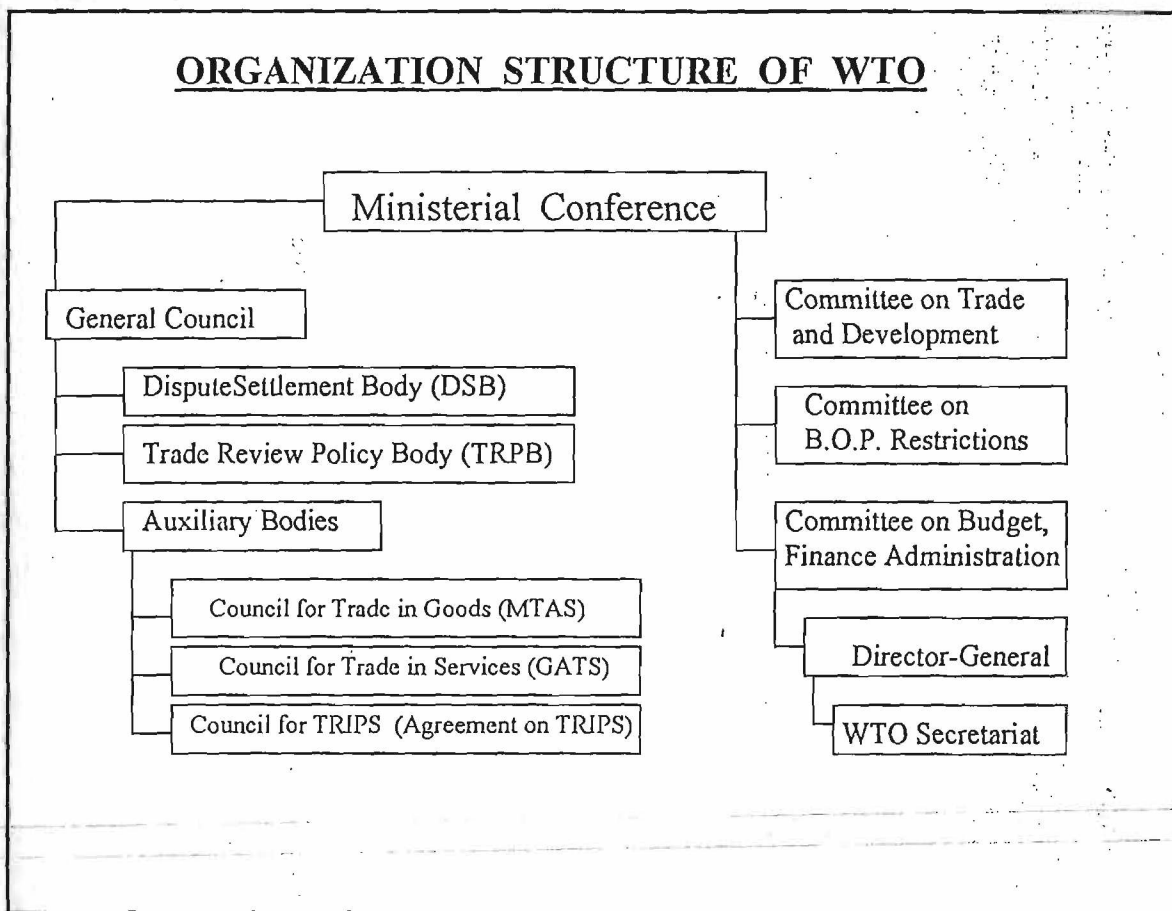 ORGANIZATION STRUCTURE OF WTO
Ministerial Conference
General Council
DisputeSettlement Body (DSB)
Trade Review Policy Body (TRPB)
Auxiliary Bodies
Council for Trade in Goods (MTAS)
Council for Trade in Services (GATS)
Council for TRIPS (Agreement on TRIPS)
Committee on Trade
and Development
Committee on
B.O.P. Restrictions
Committee on Budget,
Finance Administration
Director-General
WTO Secretariat